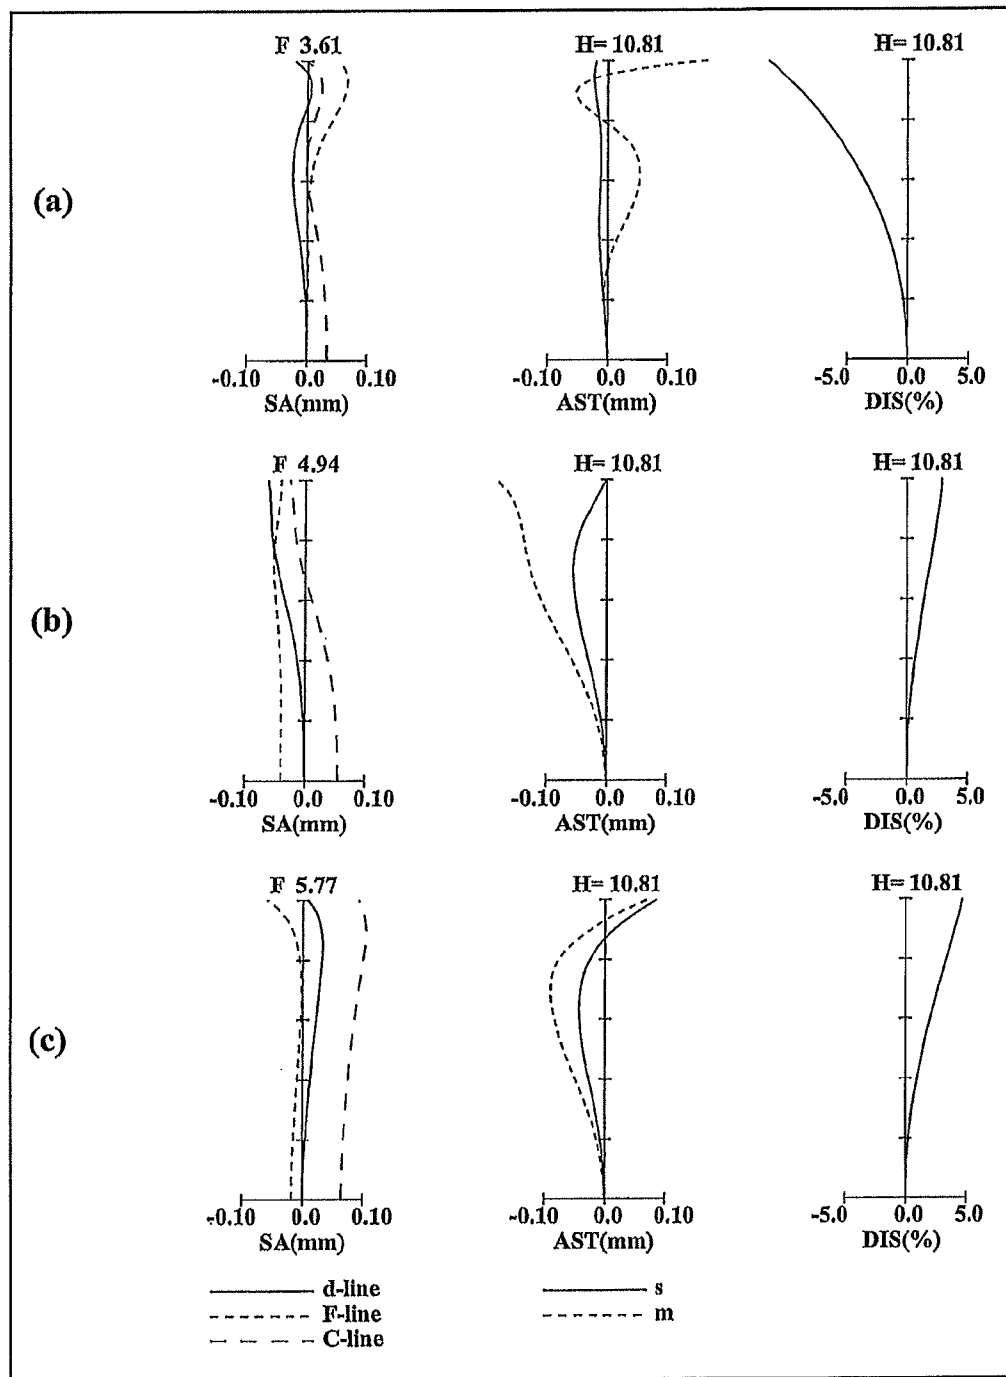 F 3.61 H= 10.81 H= 10.81
(a)
-0.10 0.0 0.10 -0.10 0.0 0.10 -5.0 0.0 5.0
SA(mm) AST(mm) DIS(%)
F 4.94 H= 10.81 H= 10.81
(b)
-0.10 0.0 0.10 -0.10 0.0 0.10 -5.0 0.0 5.0
SA(mm) AST(mm) DIS(%)
F 5.77 H= 10.81 H= 10.81
(c)
-0.10 0.0 0.10 -0.10 0.0 0.10 -5.0 0.0 5.0
SA(mm) AST(mm) DIS(%)
d-line s
F-line m
C-line